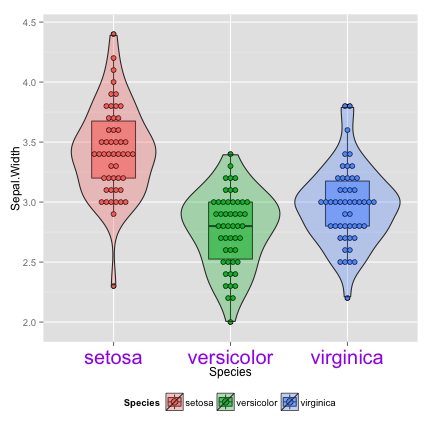 Sepal.Width
4.5
4.0
3.5
3.0
2.5
2.0
setosa versicolor virginica
Species
Species setosa versicolor virginica